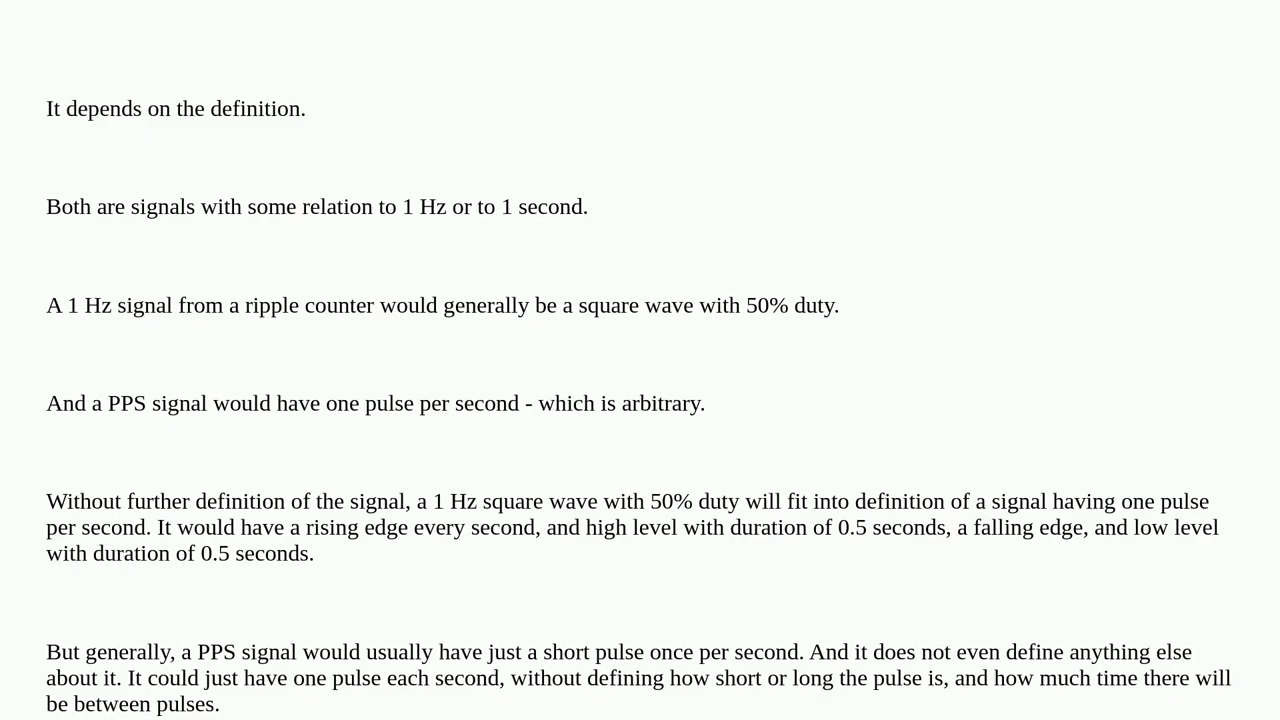 It depends on the definition.
Both are signals with some relation to 1 Hz or to 1 second.
A 1 Hz signal from a ripple counter would generally be a square wave with 50% duty.
And a PPS signal would have one pulse per second - which is arbitrary.
Without further definition of the signal, a 1 Hz square wave with 50% duty will fit into definition of a signal having one pulse
per second. It would have a rising edge every second, and high level with duration of 0.5 seconds, a falling edge, and low level
with duration of 0.5 seconds.
But generally, a PPS signal would usually have just a short pulse once per second. And it does not even define anything else
about it. It could just have one pulse each second, without defining how short or long the pulse is, and how much time there will
be between pulses.